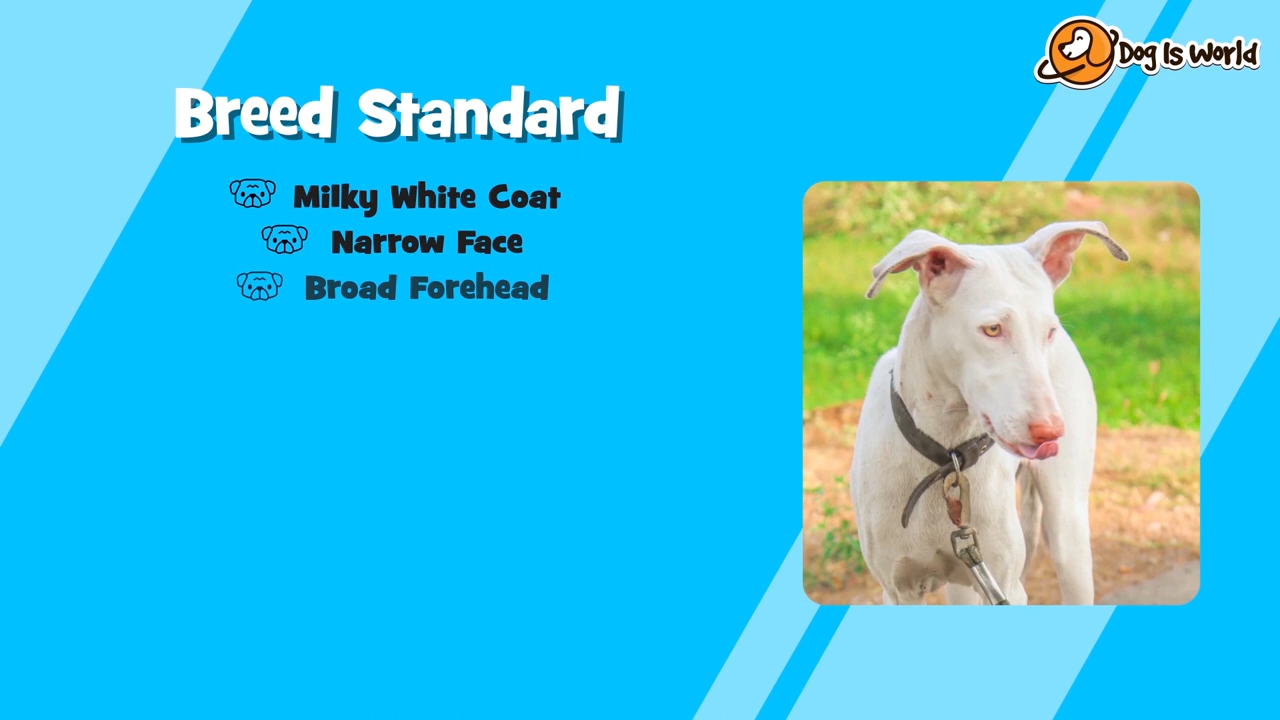 Dog Is World
Breed Standard
Milky White Coat
Narrow Face
Broad Forehead